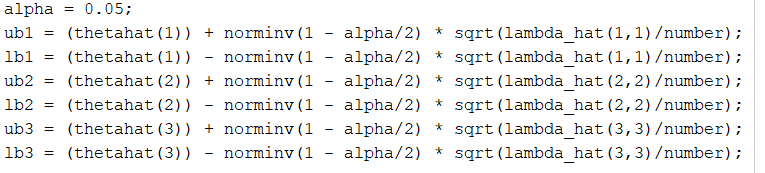 alpha = 0.05;
ub1 = (thetahat(1)) + norminv(1 - alpha/2) * sqrt(lambda_hat(1,1)/number);
lb1 = (thetahat(1)) - norminv(1 - alpha/2) * sqrt(lambda_hat(1,1)/number);
ub2 = (thetahat(2)) + norminv(1 - alpha/2) * sqrt(lambda_hat(2,2)/number);
lb2 = (thetahat(2)) - norminv(1 - alpha/2) * sqrt(lambda_hat(2,2)/number);
ub3 = (thetahat(3)) + norminv(1 - alpha/2) * sqrt(lambda_hat(3,3)/number);
lb3 = (thetahat(3)) - norminv(1 - alpha/2) * sqrt(lambda_hat(3,3)/number);